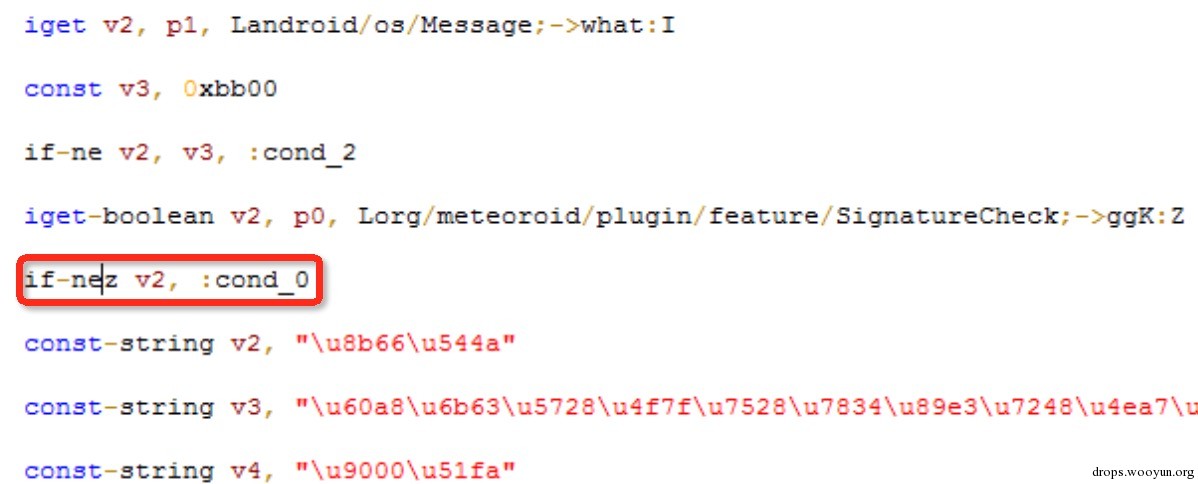 iget v2, p1, Landroid/os/Message;->what:I
const v3, 0xbb00
if-ne v2, v3, :cond_2
iget-boolean v2, p0, Lorg/meteoroid/plugin/feature/SignatureCheck;->ggK:Z
if-nez v2, :cond_0
const-string v2, "\u8b66\u544a"
const-string v3, "\u60a8\u6b63\u5728\u4f7f\u7528\u7834\u89e3\u7248\u4ea7\u
const-string v4, "\u9000\u51fa"
drops.wooyun.org